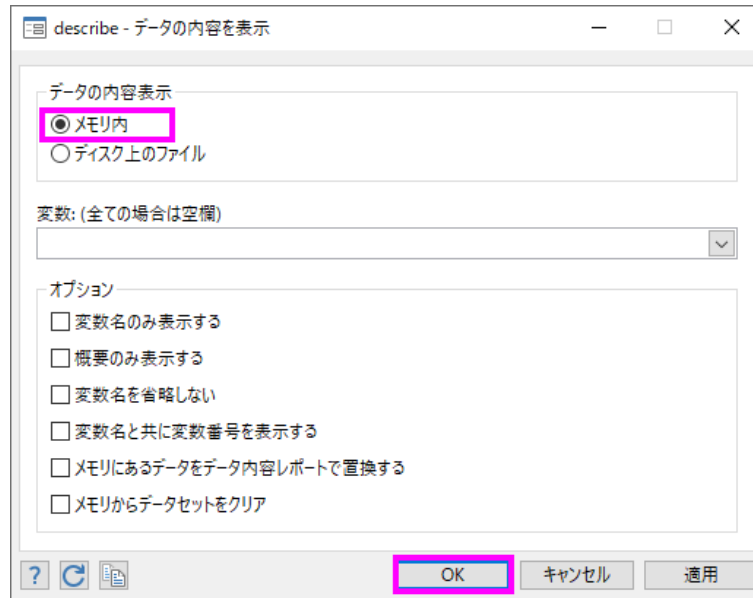 describe - データの内容を表示
データの内容表示
メモリ内
ディスク上のファイル
変数: (全ての場合は空欄)
オプション
変数名のみ表示する
概要のみ表示する
変数名を省略しない
変数名と共に変数番号を表示する
メモリにあるデータをデータ内容レポートで置換する
メモリからデータセットをクリア
? OK キャンセル 適用